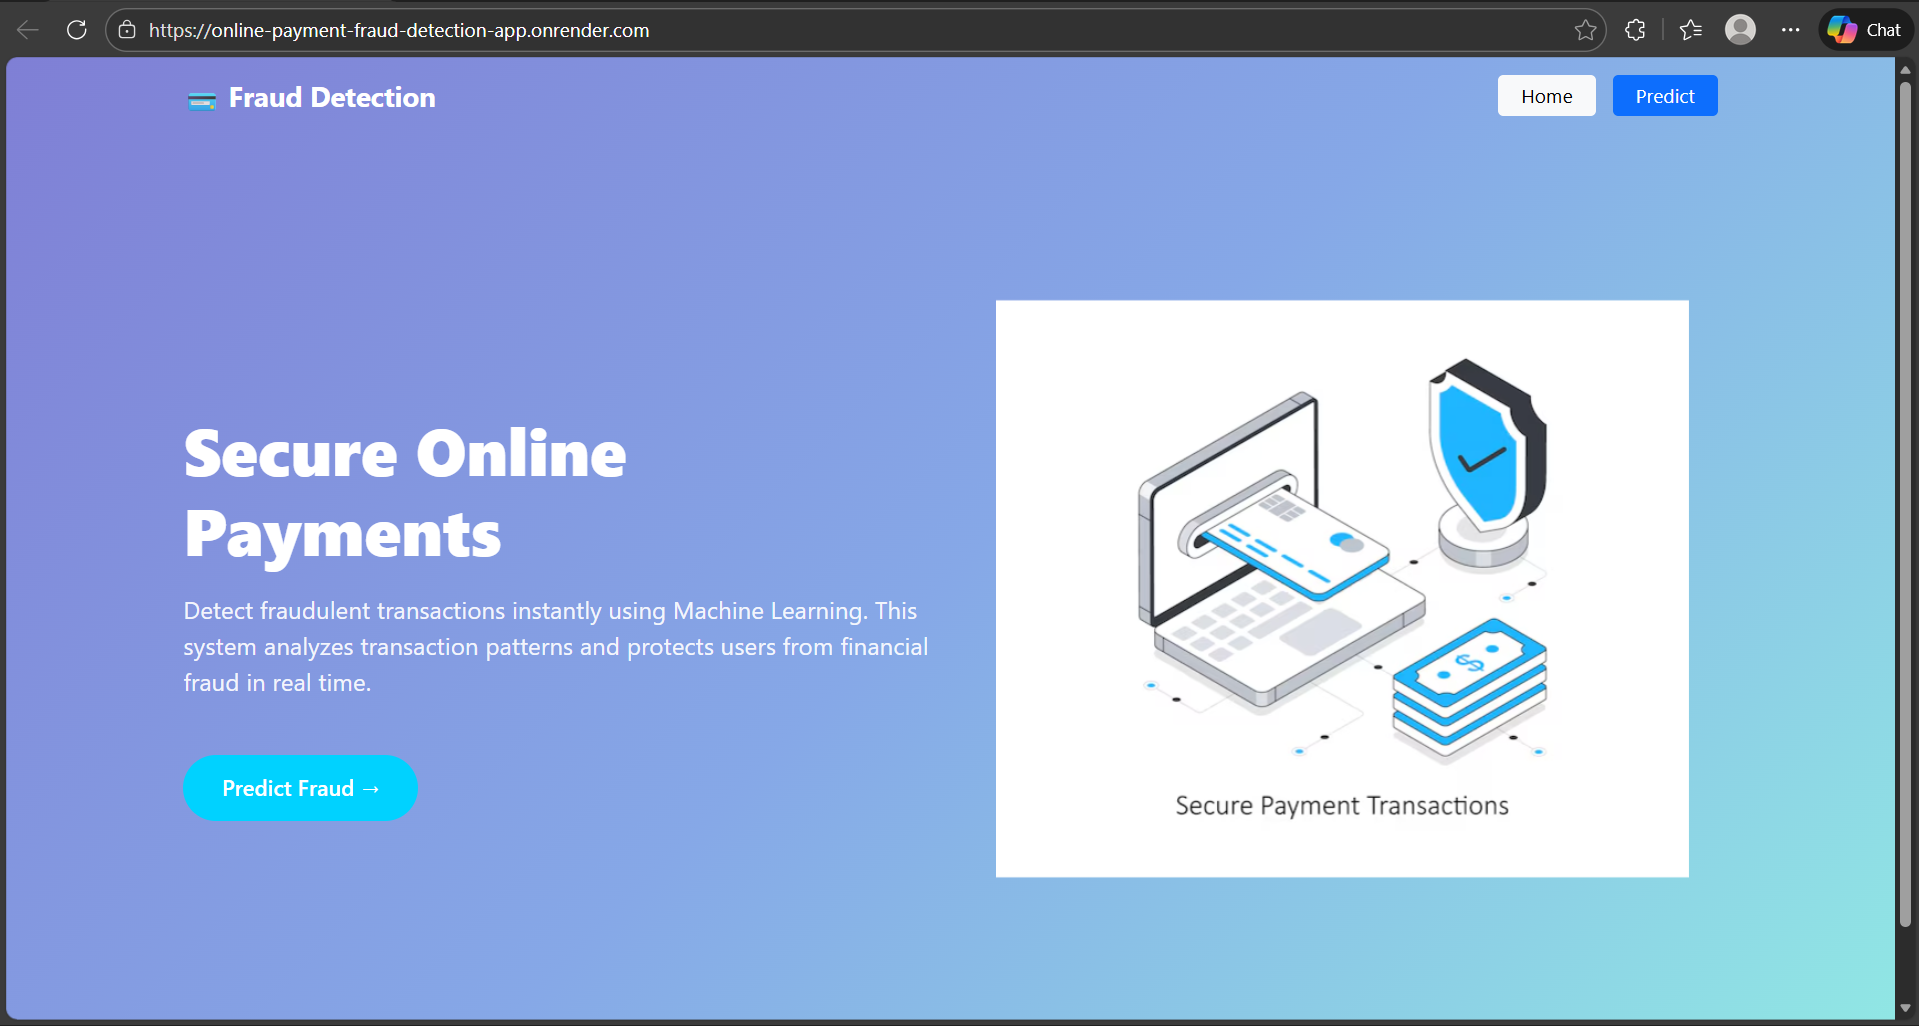 https://online-payment-fraud-detection-app.onrender.com
Chat
Fraud Detection
Home
Predict
Secure Online
Payments
Detect fraudulent transactions instantly using Machine Learning. This
system analyzes transaction patterns and protects users from financial
fraud in real time.
Predict Fraud →
$
Secure Payment Transactions